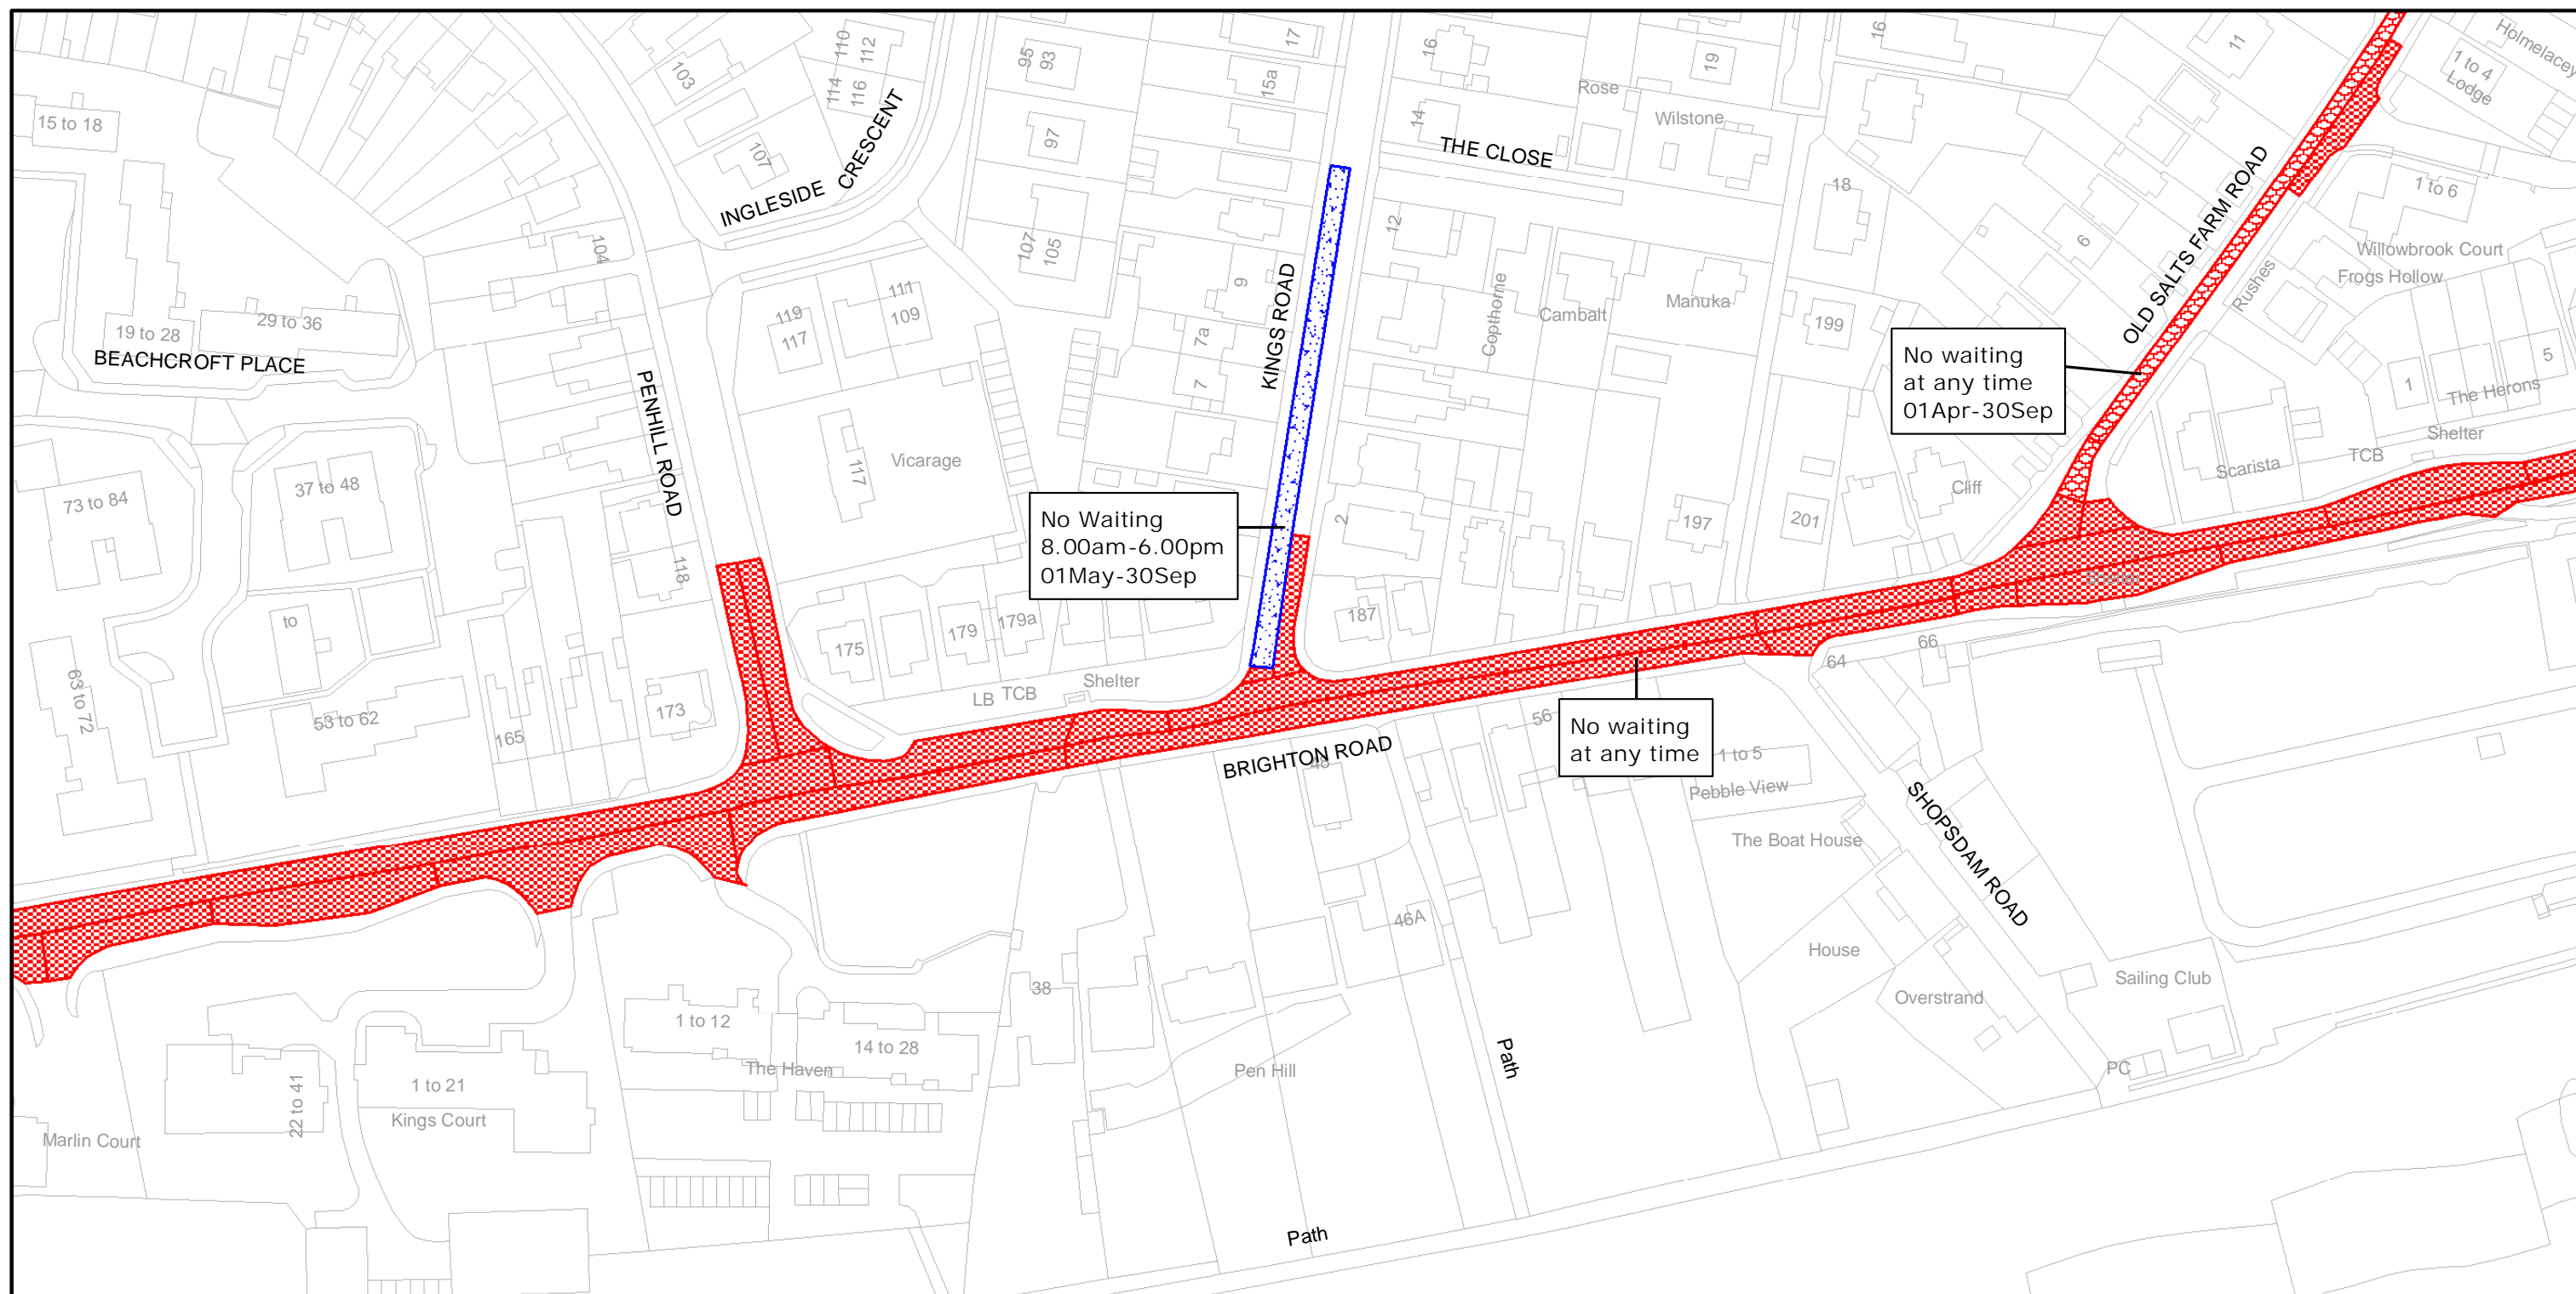 15 to 18
103
110
112
114
116
INGLESIDE CRESCENT
107
95
93
97
107
105
17
15a
16
14
THE CLOSE
Rose
19
Wilstone
16
18
11
1 to 4
Lodge
Holmelacey
1 to 6
Willowbrook Court
Frogs Hollow
Rushes
OLD SALTS FARM ROAD
6
12
9
7a
7
KINGS ROAD
Copthorne
Cambalt
Manuka
199
No waiting
at any time
01Apr-30Sep
5
1
The Herons
Shelter
TCB
Scarista
Cliff
104
19 to 28
29 to 36
BEACHCROFT PLACE
PENHILL ROAD
119
117
111
109
117
Vicarage
No Waiting
8.00am-6.00pm
01May-30Sep
2
197
201
73 to 84
37 to 48
118
to
63 to 72
53 to 62
165
173
175
179
179a
LB
TCB
Shelter
187
64
66
BRIGHTON ROAD
46
56
No waiting
at any time
1 to 5
Pebble View
The Boat House
SHOPSDAM ROAD
46A
House
Overstrand
Sailing Club
PC
38
1 to 12
14 to 28
The Haven
1 to 21
Kings Court
22 to 41
Marlin Court
Pen Hill
Path
Path